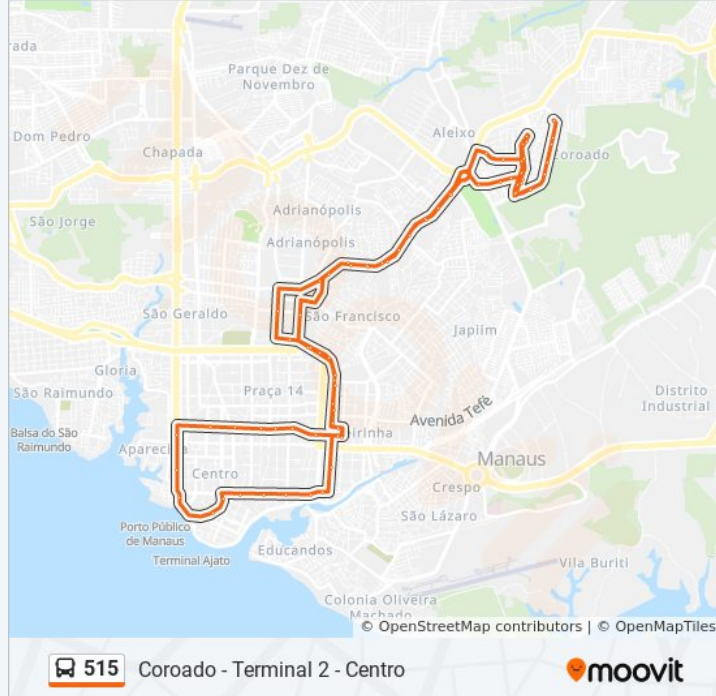 rada
Parque Dez de
Novembro
Dom Pedro
Aleixo
Chapada
Coroado
Adrianópolis
São Jorge
Adrianópolis
São Geraldo
São Francisco
Japiim
Gloria
São Raimundo
Praça 14
Distrito
Industrial
Avenida Tefé
Balsa do São
Raimundo
irinha
Aparecida
Manaus
Centro
Crespo
São Lázaro
Porto Público
de Manaus
Educandos
Terminal Ajato
Vila Buriti
Colonia Oliveira
Machado
© OpenStreetMap contributors | © OpenMapTiles
515 Coroado - Terminal 2 - Centro
moovit